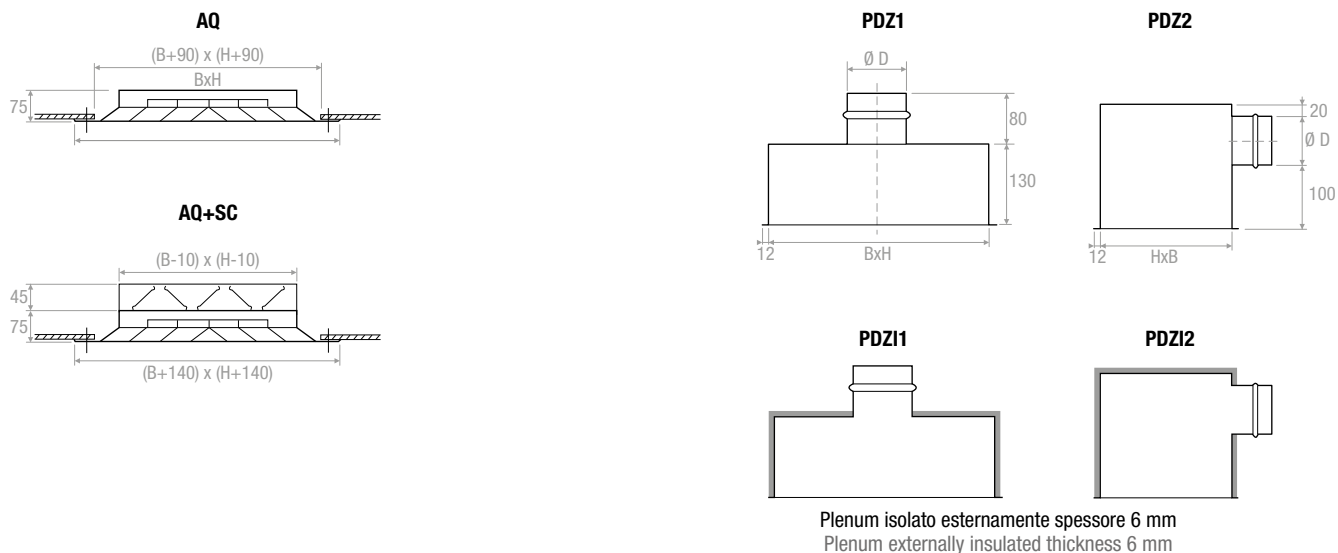 AQ
(B+90) x (H+90)
BxH
75
AQ+SC
(B-10) x (H-10)
45
75
(B+140) x (H+140)
PDZ1
Ø D
80
130
12
BxH
PDZ2
20
Ø D
100
12
HxB
PDZI1
PDZI2
Plenum isolato esternamente spessore 6 mm
Plenum externally insulated thickness 6 mm